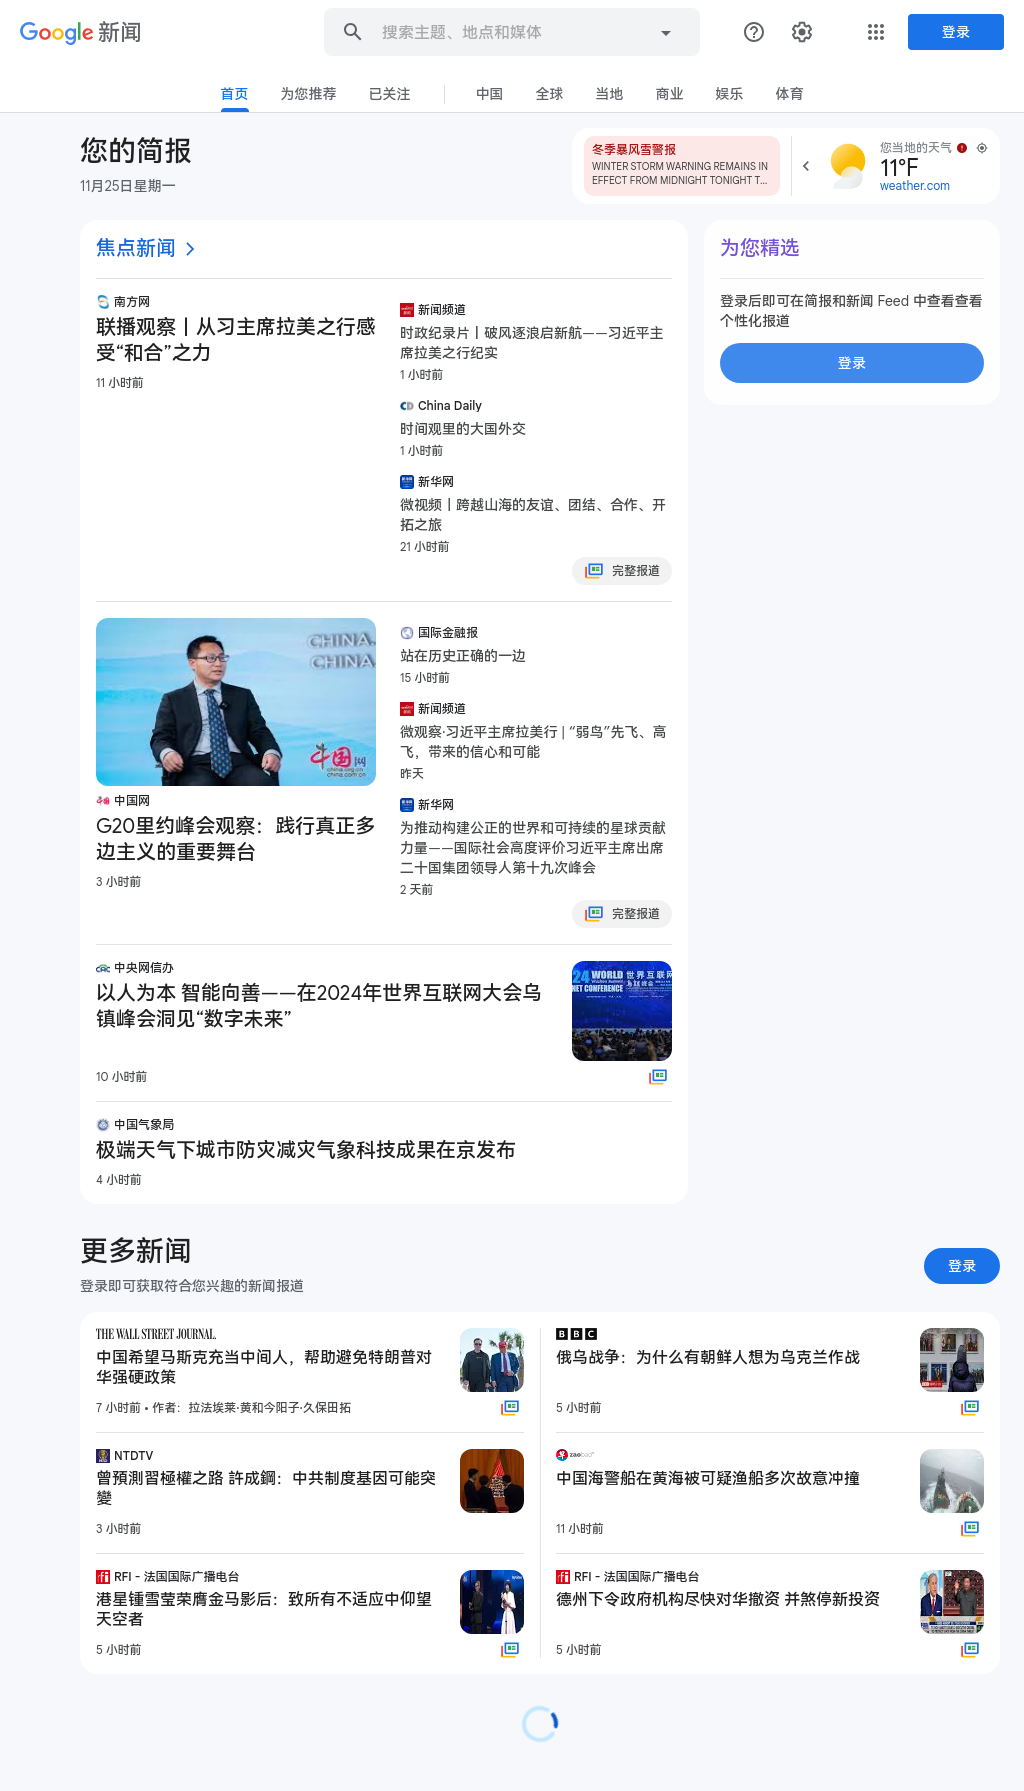 Google 新闻
搜索主题、地点和媒体
登录
首页
为您推荐
已关注
中国
全球
当地
商业
娱乐
体育
您的简报
11月25日星期一
冬季暴风雪警报
WINTER STORM WARNING REMAINS IN
EFFECT FROM MIDNIGHT TONIGHT T...
您当地的天气
11°F
weather.com
焦点新闻
南方网
联播观察丨从习主席拉美之行感
受“和合”之力
11 小时前
新闻频道
时政纪录片丨破风逐浪启新航——习近平主
席拉美之行纪实
1 小时前
China Daily
时间观里的大国外交
1 小时前
新华网
微视频丨跨越山海的友谊、团结、合作、开
拓之旅
21 小时前
完整报道
CHINA.
CHINA.
中国网
china.org.cn
china.com.cn
中国网
G20里约峰会观察：践行真正多
边主义的重要舞台
3 小时前
国际金融报
站在历史正确的一边
15 小时前
新闻频道
微观察·习近平主席拉美行 | “弱鸟”先飞、高
飞，带来的信心和可能
昨天
新华网
为推动构建公正的世界和可持续的星球贡献
力量——国际社会高度评价习近平主席出席
二十国集团领导人第十九次峰会
2 天前
完整报道
中央网信办
以人为本 智能向善——在2024年世界互联网大会乌
镇峰会洞见“数字未来”
10 小时前
24 WORLD 世界互联网
NET CONFERENCE
中国气象局
极端天气下城市防灾减灾气象科技成果在京发布
4 小时前
为您精选
登录后即可在简报和新闻 Feed 中查看查看
个性化报道
登录
更多新闻
登录即可获取符合您兴趣的新闻报道
登录
THE WALL STREET JOURNAL.
中国希望马斯克充当中间人，帮助避免特朗普对
华强硬政策
7 小时前 • 作者：拉法埃莱·黄和今阳子·久保田拓
BBC
俄乌战争：为什么有朝鲜人想为乌克兰作战
5 小时前
NTDTV
曾預測習極權之路 許成鋼：中共制度基因可能突
變
3 小时前
zaobao
中国海警船在黄海被可疑渔船多次故意冲撞
11 小时前
RFI - 法国国际广播电台
港星锺雪莹荣膺金马影后：致所有不适应中仰望
天空者
5 小时前
RFI - 法国国际广播电台
德州下令政府机构尽快对华撤资 并煞停新投资
5 小时前